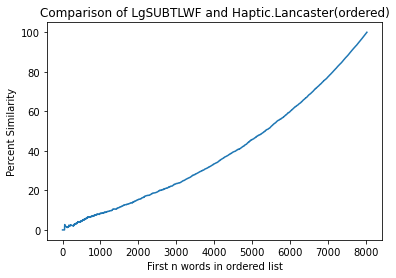 Comparison of LgSUBTLWF and Haptic.Lancaster(ordered)
100
80
60
40
20
0
Percent Similarity
0 1000 2000 3000 4000 5000 6000 7000 8000
First n words in ordered list